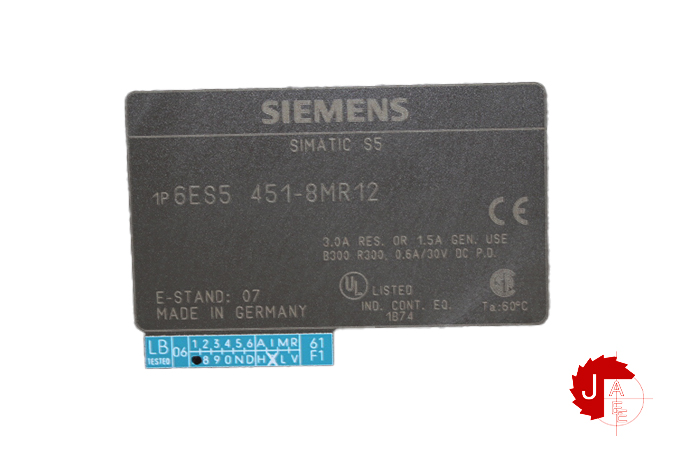 SIEMENS
SIMATIC S5
1P 6ES5 451-8MR12
CE
3.0A RES. OR 1.5A GEN. USE
B300 R300, 0.6A/30V DC P.D.
UL LISTED
IND. CONT. EQ.
1B74
Ta:60°C
E-STAND: 07
MADE IN GERMANY
LB TESTED 06
1 2 3 4 5 6 A I M R
8 9 0 N D H X L V
61
F1
J A E E